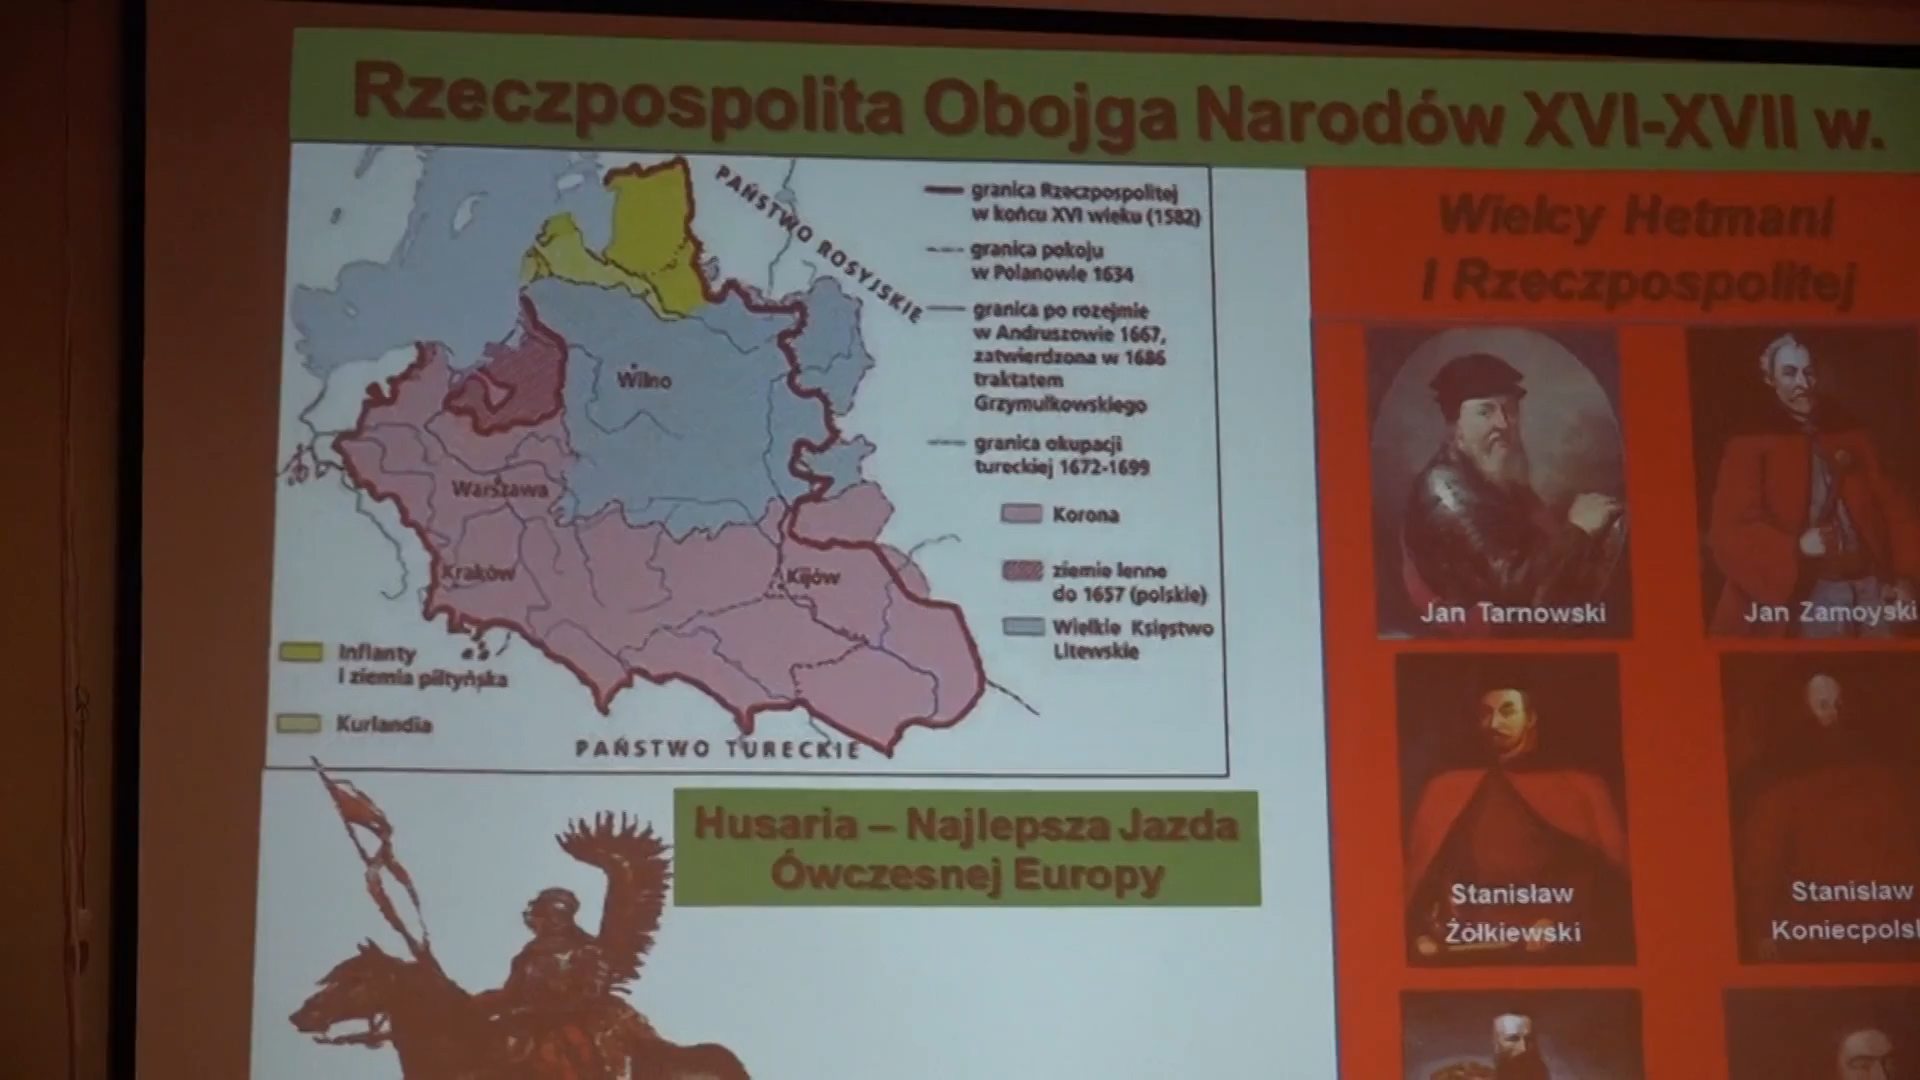 Rzeczpospolita Obojga Narodów XVI-XVII w.
PAŃSTWO ROSYJSKIE
granica Rzeczpospolitej
w końcu XVI wieku (1582)
granica pokoju
w Polanowie 1634
granica po rozejmie
w Andruszowie 1667,
zatwierdzona w 1686
traktatem
Grzymułkowskiego
granica okupacji
tureckiej 1672-1699
Korona
ziemie lenne
do 1657 (polskie)
Wielkie Księstwo
Litewskie
Wilno
Warszawa
Kraków
Kijów
Inflanty
i ziemia piltyńska
Kurlandia
PAŃSTWO TURECKIE
Husaria – Najlepsza Jazda
Ówczesnej Europy
Wielcy Hetmani
I Rzeczpospolitej
Jan Tarnowski
Jan Zamoyski
Stanisław
Żółkiewski
Stanisław
Koniecpols